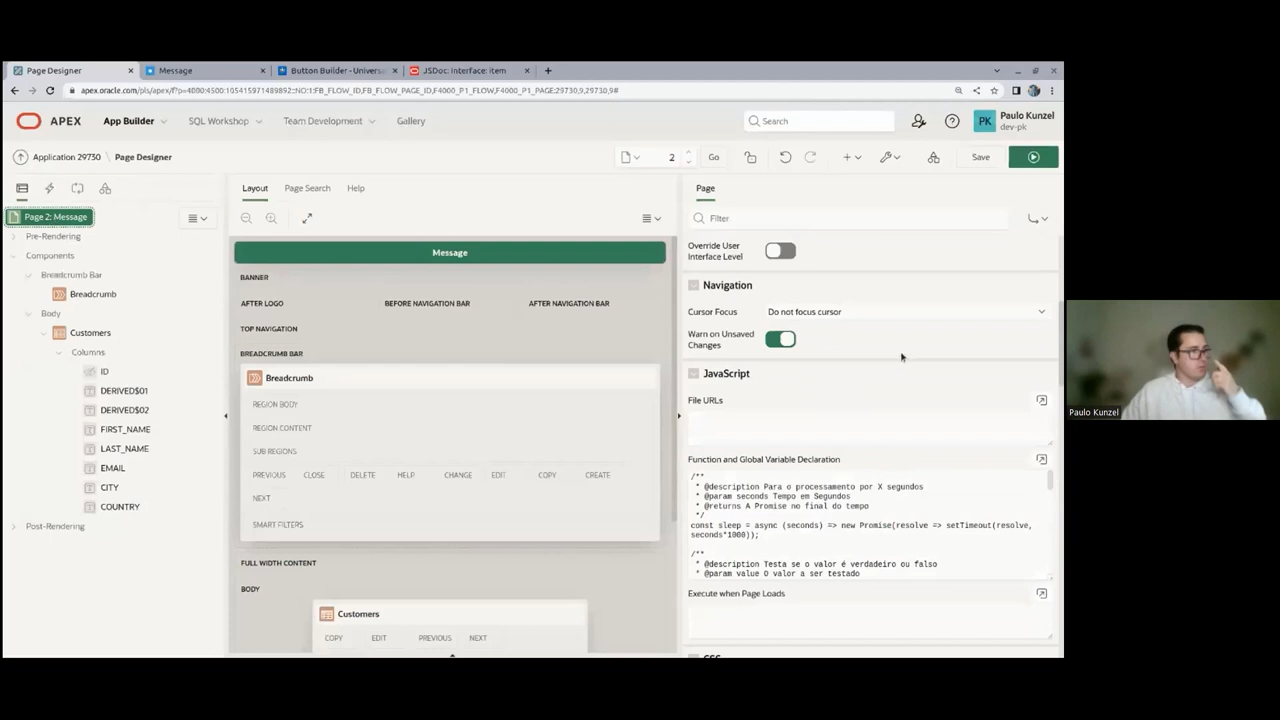 Page Designer
Message
Button Builder - Univers
JSDoc: Interface: item
apex.oracle.com/pls/apex/f?p=4000:4500:105415971489892::NO:1:FB_FLOW_ID,FB_FLOW_PAGE_ID,F4000_P1_FLOW,F4000_P1_PAGE:29730,9,29730,9#
APEX
App Builder
SQL Workshop
Team Development
Gallery
Search
PK
Paulo Kunzel
dev-pk
Application 29730 \ Page Designer
2
Go
Save
Layout
Page Search
Help
Page
Page 2: Message
Filter
Pre-Rendering
Components
Breadcrumb Bar
Breadcrumb
Body
Customers
Columns
ID
DERIVED$01
DERIVED$02
FIRST_NAME
LAST_NAME
EMAIL
CITY
COUNTRY
Post-Rendering
Message
BANNER
AFTER LOGO
BEFORE NAVIGATION BAR
AFTER NAVIGATION BAR
TOP NAVIGATION
BREADCRUMB BAR
Breadcrumb
REGION BODY
REGION CONTENT
SUB REGIONS
PREVIOUS
CLOSE
DELETE
HELP
CHANGE
EDIT
COPY
CREATE
NEXT
SMART FILTERS
FULL WIDTH CONTENT
BODY
Customers
COPY
EDIT
PREVIOUS
NEXT
Override User
Interface Level
Navigation
Cursor Focus
Do not focus cursor
Warn on Unsaved
Changes
JavaScript
File URLs
Function and Global Variable Declaration
/**
* @description Para o processamento por X segundos
* @param seconds Tempo em Segundos
* @returns A Promise no final do tempo
*/
const sleep = async (seconds) => new Promise(resolve => setTimeout(resolve,
seconds*1000));
/**
* @description Testa se o valor é verdadeiro ou falso
* @param value O valor a ser testado
Execute when Page Loads
Paulo Kunzel